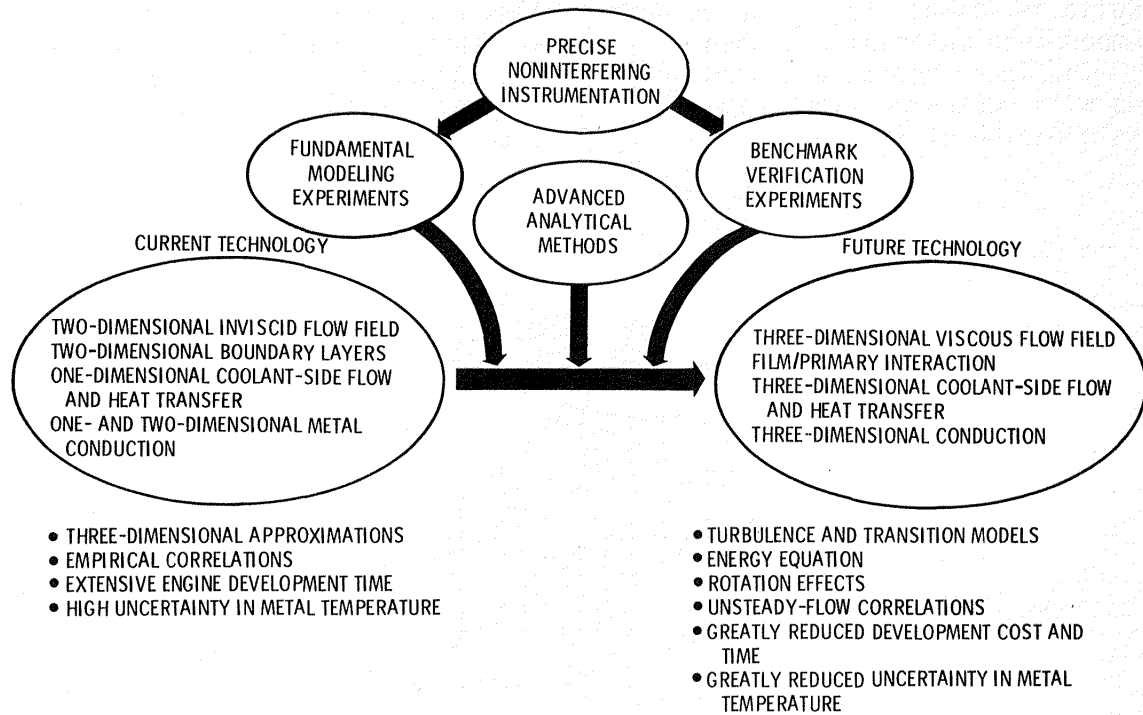 PRECISE
NONINTERFERING
INSTRUMENTATION
FUNDAMENTAL
MODELING
EXPERIMENTS
BENCHMARK
VERIFICATION
EXPERIMENTS
ADVANCED
ANALYTICAL
METHODS
CURRENT TECHNOLOGY
TWO-DIMENSIONAL INVISCID FLOW FIELD
TWO-DIMENSIONAL BOUNDARY LAYERS
ONE-DIMENSIONAL COOLANT-SIDE FLOW
AND HEAT TRANSFER
ONE- AND TWO-DIMENSIONAL METAL
CONDUCTION
• THREE-DIMENSIONAL APPROXIMATIONS
• EMPIRICAL CORRELATIONS
• EXTENSIVE ENGINE DEVELOPMENT TIME
• HIGH UNCERTAINTY IN METAL TEMPERATURE
FUTURE TECHNOLOGY
THREE-DIMENSIONAL VISCOUS FLOW FIELD
FILM/PRIMARY INTERACTION
THREE-DIMENSIONAL COOLANT-SIDE FLOW
AND HEAT TRANSFER
THREE-DIMENSIONAL CONDUCTION
• TURBULENCE AND TRANSITION MODELS
• ENERGY EQUATION
• ROTATION EFFECTS
• UNSTEADY-FLOW CORRELATIONS
• GREATLY REDUCED DEVELOPMENT COST AND
TIME
• GREATLY REDUCED UNCERTAINTY IN METAL
TEMPERATURE